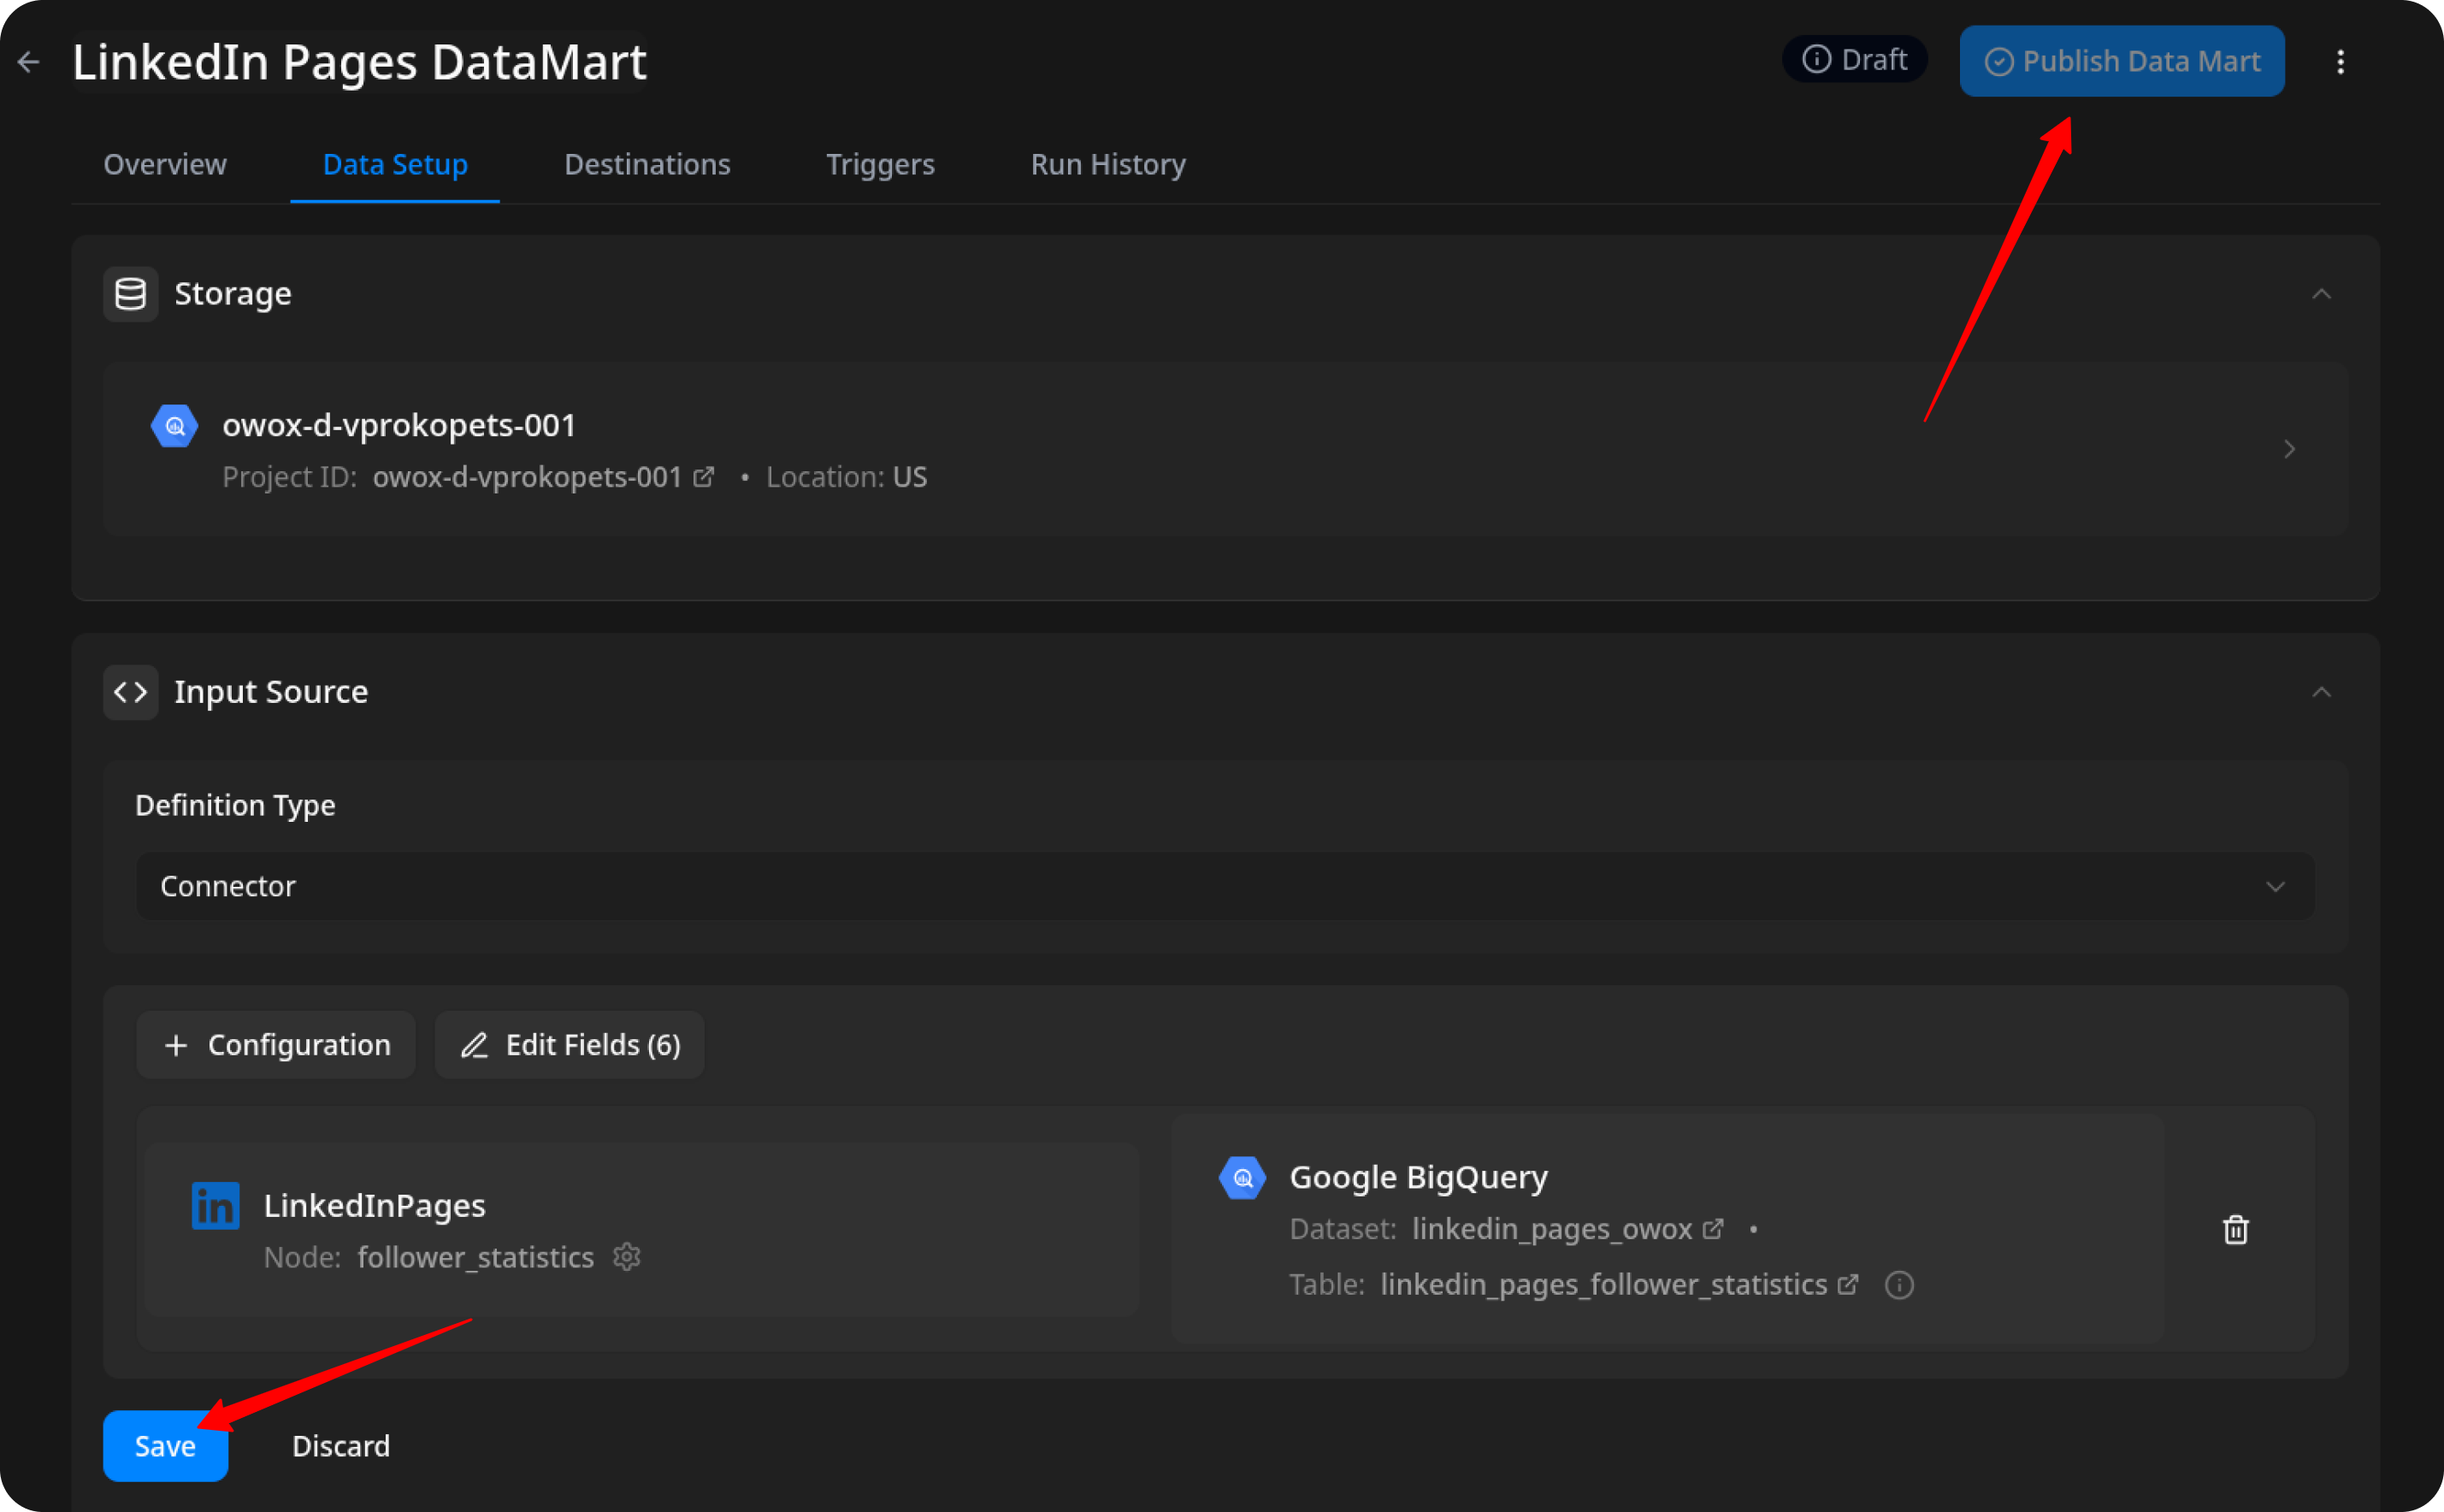 LinkedIn Pages DataMart
Draft
Publish Data Mart
Overview
Data Setup
Destinations
Triggers
Run History
Storage
owox-d-vprokopets-001
Project ID: owox-d-vprokopets-001 • Location: US
Input Source
Definition Type
Connector
Configuration
Edit Fields (6)
LinkedInPages
Node: follower_statistics
Google BigQuery
Dataset: linkedin_pages_owox •
Table: linkedin_pages_follower_statistics
Save
Discard